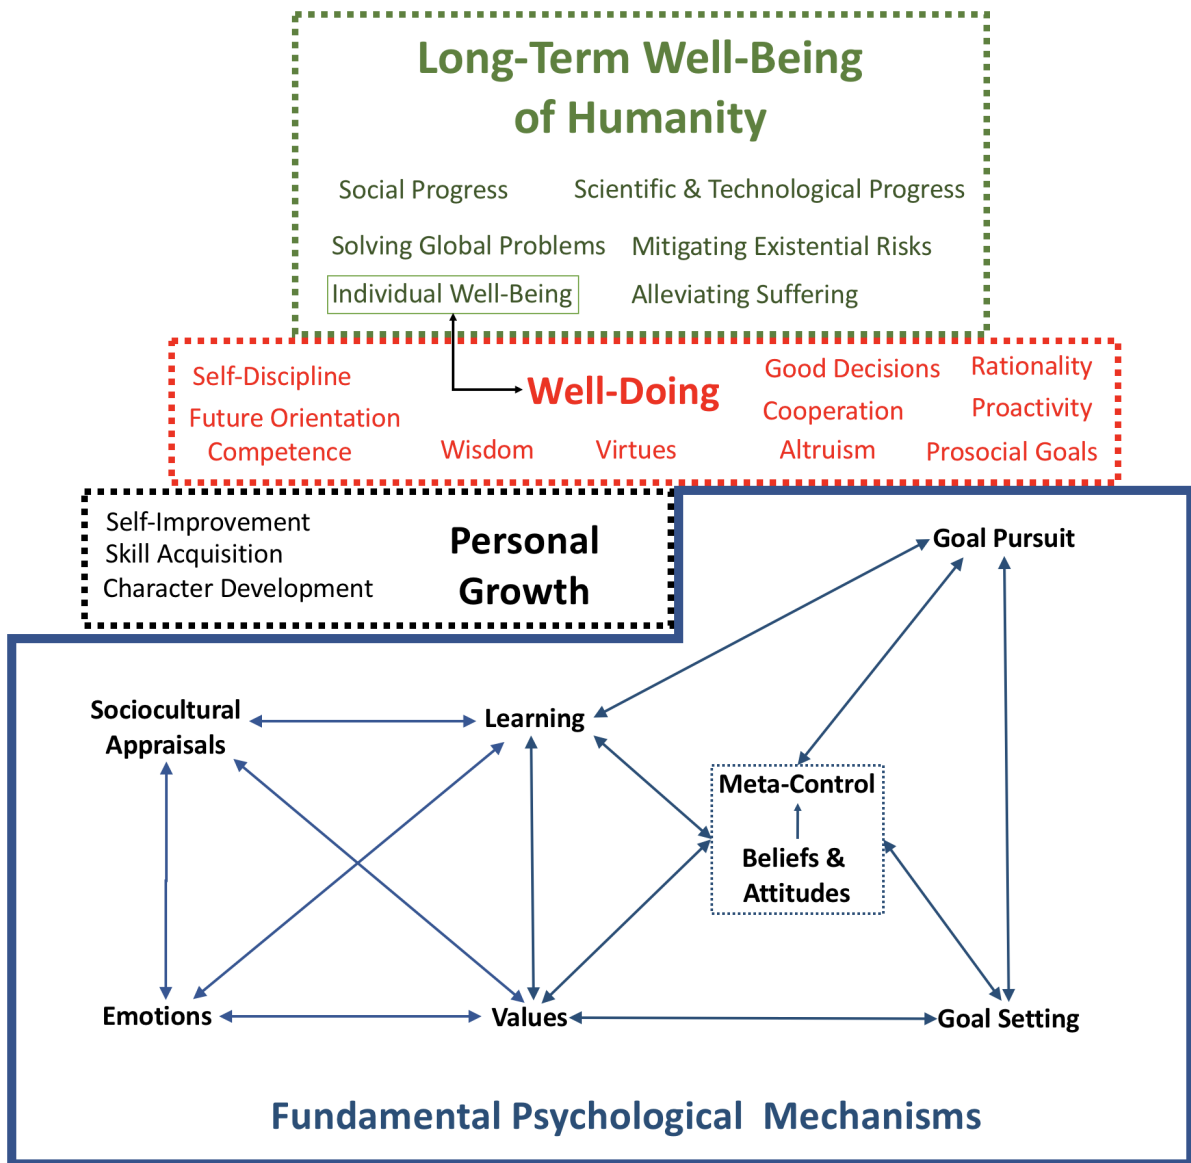 Long-Term Well-Being
of Humanity
Social Progress
Scientific & Technological Progress
Solving Global Problems
Mitigating Existential Risks
Individual Well-Being
Alleviating Suffering
Self-Discipline
Future Orientation
Competence
Well-Doing
Wisdom
Virtues
Good Decisions
Cooperation
Altruism
Rationality
Proactivity
Prosocial Goals
Self-Improvement
Skill Acquisition
Character Development
Personal
Growth
Goal Pursuit
Sociocultural
Appraisals
Learning
Meta-Control
Beliefs &
Attitudes
Emotions
Values
Goal Setting
Fundamental Psychological  Mechanisms